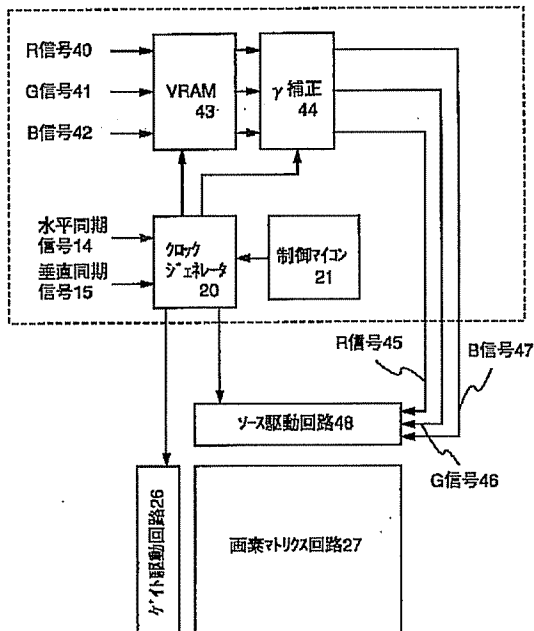 R信号40
G信号41
B信号42
VRAM
43
γ補正
44
水平同期
信号14
垂直同期
信号15
クロック
ジェネレータ
20
制御マイコン
21
R信号45
B信号47
ソース駆動回路48
G信号46
ゲイト駆動回路26
画素マトリクス回路27